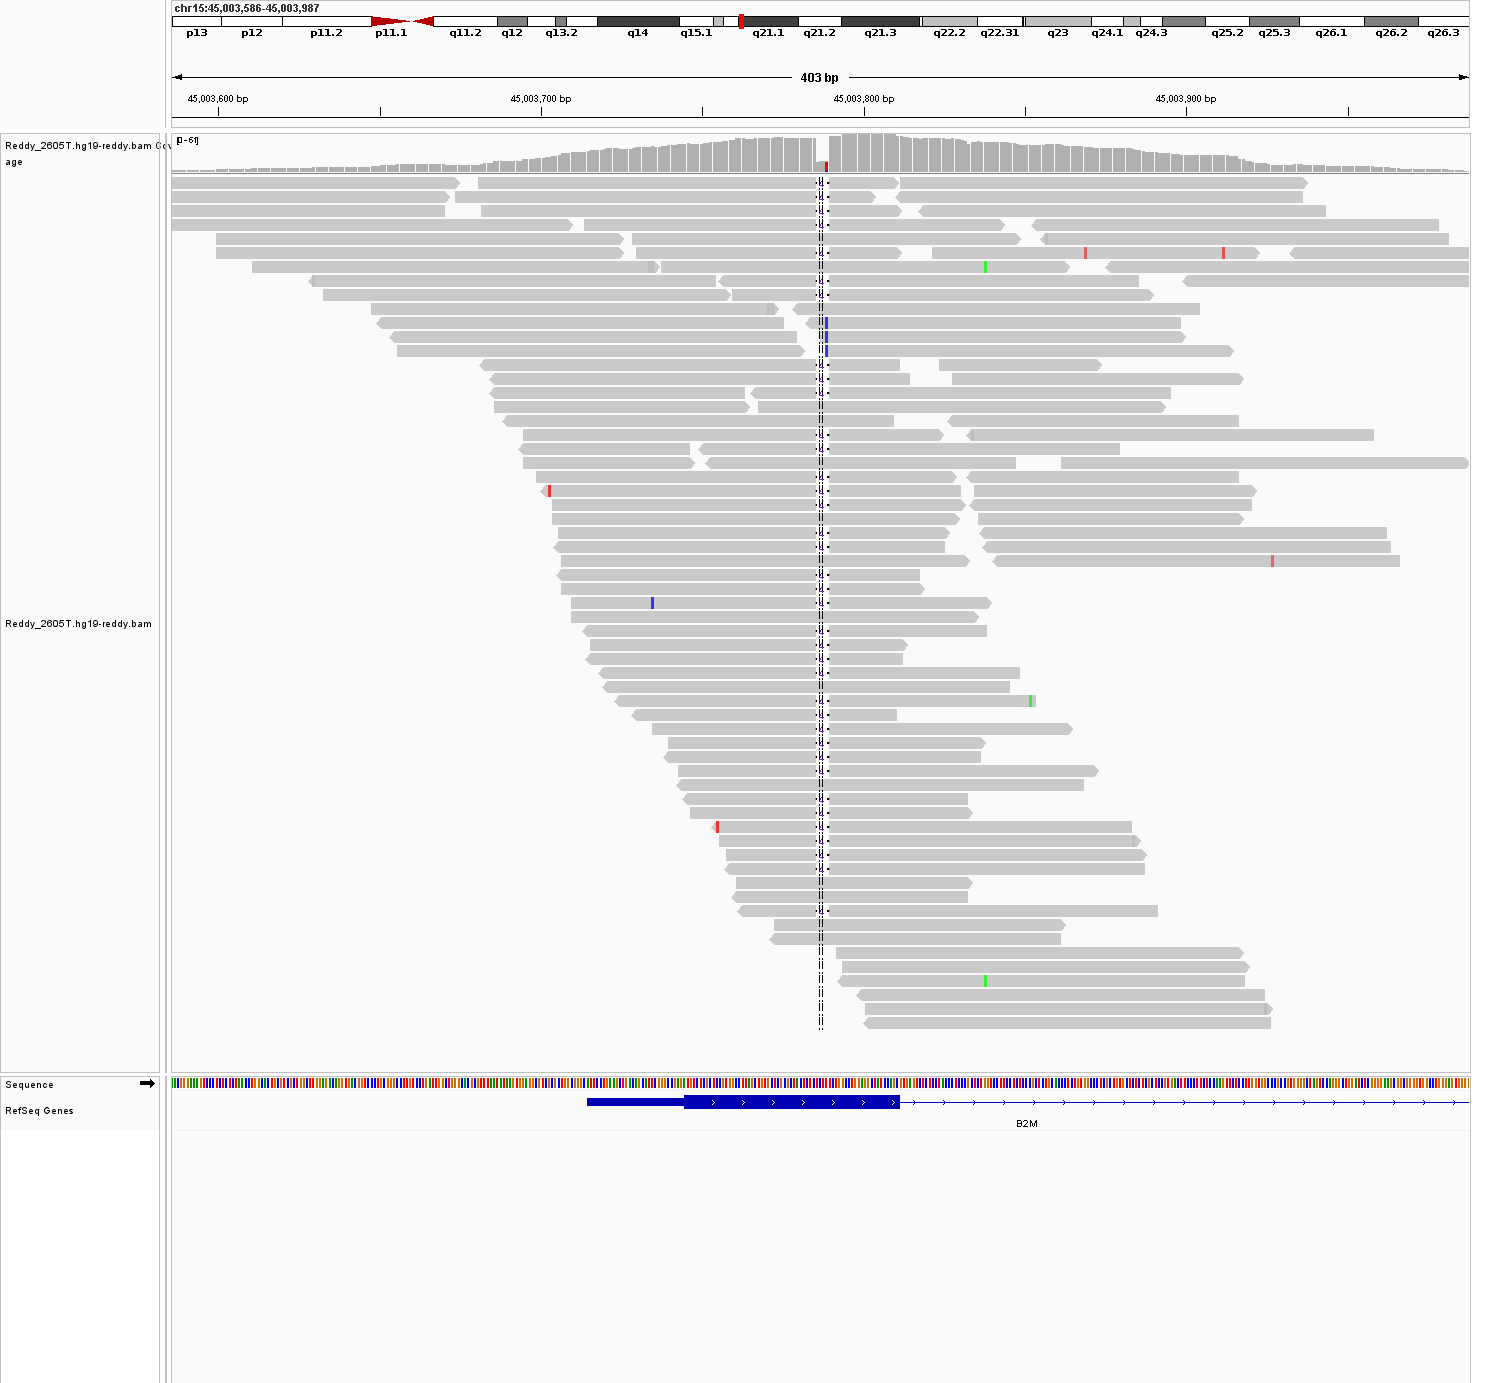 chr15:45,003,586-45,003,987
p13 p12 p11.2 p11.1 q11.2 q12 q13.2 q14 q15.1 q21.1 q21.2 q21.3 q22.2 q22.31 q23 q24.1 q24.3 q25.2 q25.3 q26.1 q26.2 q26.3
403 bp
45,003,600 bp 45,003,700 bp 45,003,800 bp 45,003,900 bp
[0-61]
Reddy_2605T.hg19-reddy.bam Cov
age
Reddy_2605T.hg19-reddy.bam
Sequence
RefSeq Genes
B2M